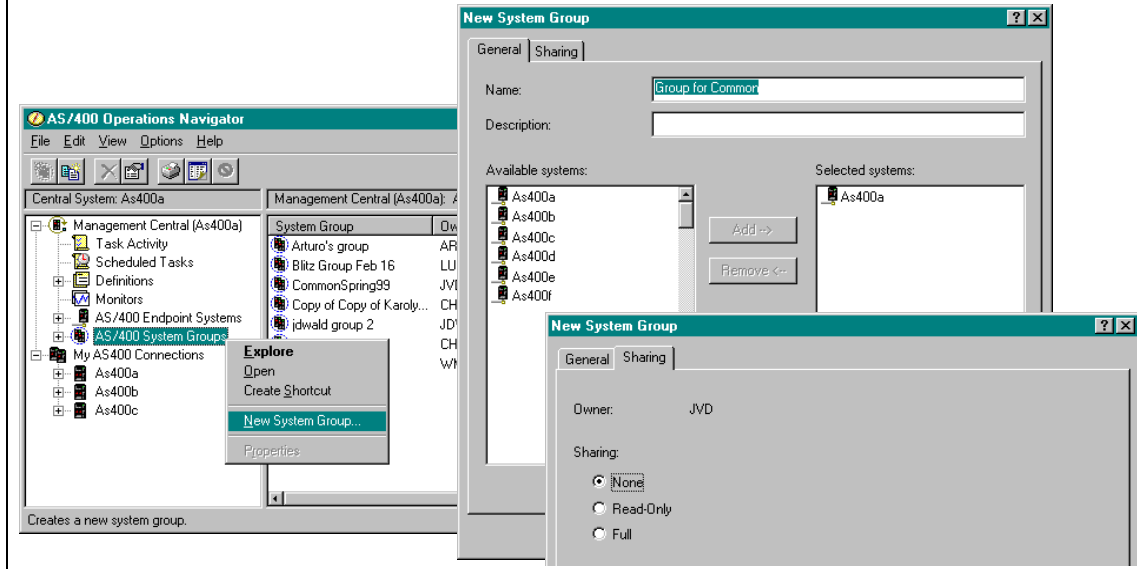 AS/400 Operations Navigator
File Edit View Options Help
Central System: As400a
Management Central (As400a):
Management Central (As400a)
Task Activity
Scheduled Tasks
Definitions
Monitors
AS/400 Endpoint Systems
AS/400 System Groups
My AS400 Connections
As400a
As400b
As400c
System Group
Arturo's group
Blitz Group Feb 16
CommonSpring99
Copy of Copy of Karoly...
jdwald group 2
Ow
AR
LU
JVI
CH
JD
CH
Explore
Open
Create Shortcut
New System Group...
Properties
Creates a new system group.
New System Group
General Sharing
Name: Group for Common
Description:
Available systems:
As400a
As400b
As400c
As400d
As400e
As400f
Add -->
Remove <--
Selected systems:
As400a
New System Group
General Sharing
Owner: JVD
Sharing:
None
Read-Only
Full